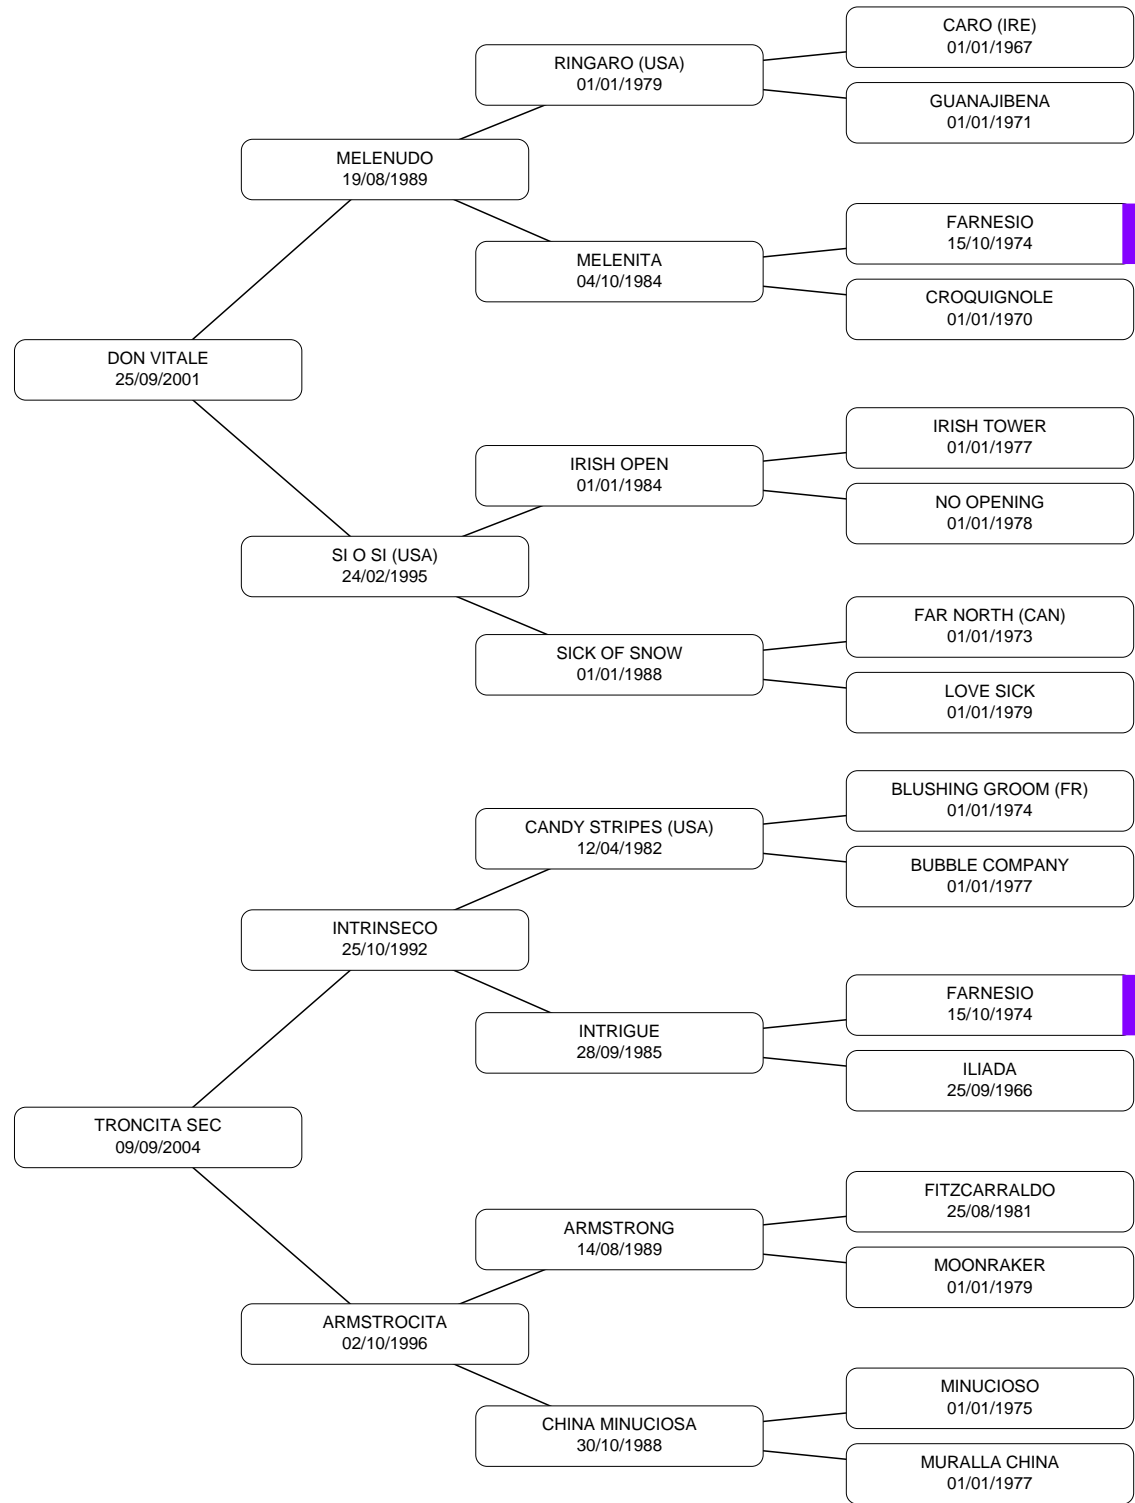 CARO (IRE)
01/01/1967
RINGARO (USA)
01/01/1979
GUANAJIBENA
01/01/1971
MELENUDO
19/08/1989
FARNESIO
15/10/1974
MELENITA
04/10/1984
CROQUIGNOLE
01/01/1970
DON VITALE
25/09/2001
IRISH TOWER
01/01/1977
IRISH OPEN
01/01/1984
NO OPENING
01/01/1978
SI O SI (USA)
24/02/1995
FAR NORTH (CAN)
01/01/1973
SICK OF SNOW
01/01/1988
LOVE SICK
01/01/1979
BLUSHING GROOM (FR)
01/01/1974
CANDY STRIPES (USA)
12/04/1982
BUBBLE COMPANY
01/01/1977
INTRINSECO
25/10/1992
FARNESIO
15/10/1974
INTRIGUE
28/09/1985
ILIADA
25/09/1966
TRONCITA SEC
09/09/2004
FITZCARRALDO
25/08/1981
ARMSTRONG
14/08/1989
MOONRAKER
01/01/1979
ARMSTROCITA
02/10/1996
MINUCIOSO
01/01/1975
CHINA MINUCIOSA
30/10/1988
MURALLA CHINA
01/01/1977